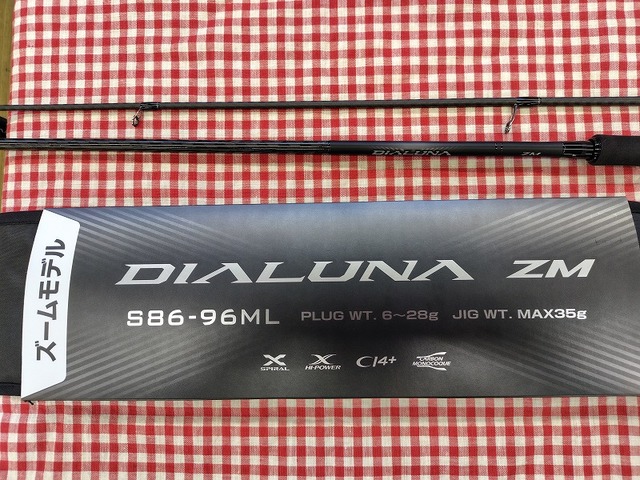 DIALUNA ZM
ズームモデル
DIALUNA ZM
S86-96ML PLUG WT. 6～28g JIG WT. MAX35g
X SPIRAL X HI-POWER CI4+ CARBON MONOCOQUE